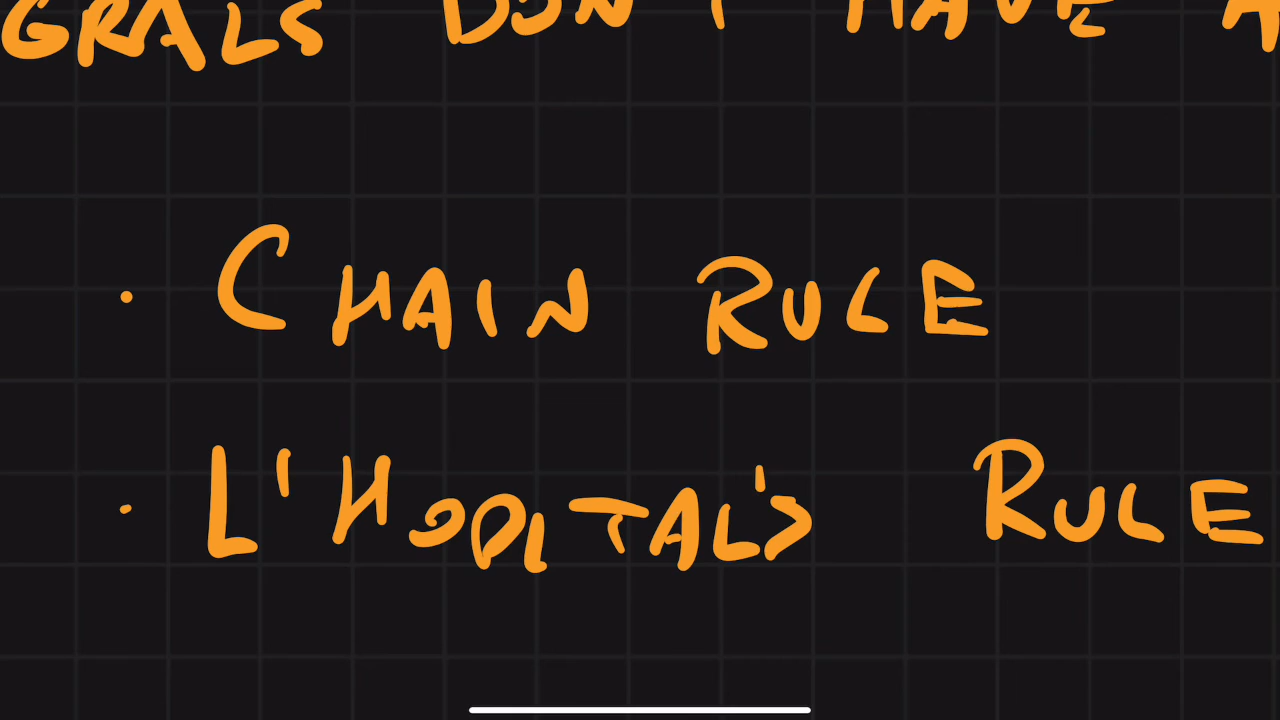 GRALS DON'T HAVE A
· CHAIN RULE
· L'HOPITAL'S RULE